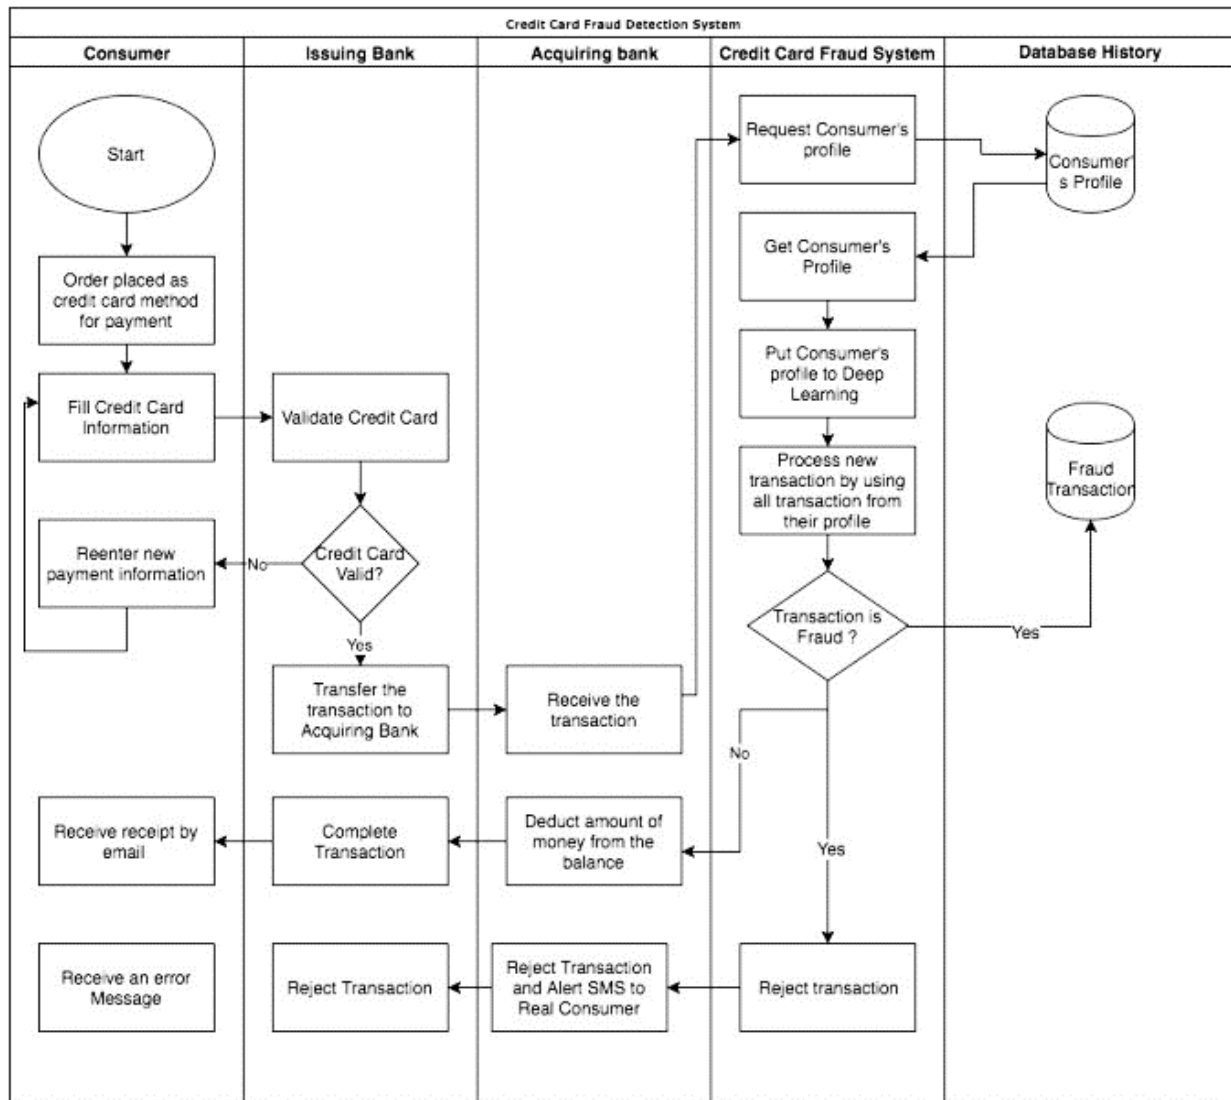 Credit Card Fraud Detection System
Consumer
Issuing Bank
Acquiring bank
Credit Card Fraud System
Database History
Start
Order placed as
credit card method
for payment
Fill Credit Card
Information
Reenter new
payment information
Validate Credit Card
Credit Card
Valid?
No
Yes
Transfer the
transaction to
Acquiring Bank
Receive the
transaction
Request Consumer's
profile
Consumer'
s Profile
Get Consumer's
Profile
Put Consumer's
profile to Deep
Learning
Process new
transaction by using
all transaction from
their profile
Transaction is
Fraud ?
Yes
Fraud
Transaction
No
Yes
Deduct amount of
money from the
balance
Complete
Transaction
Receive receipt by
email
Reject transaction
Reject Transaction
and Alert SMS to
Real Consumer
Reject Transaction
Receive an error
Message